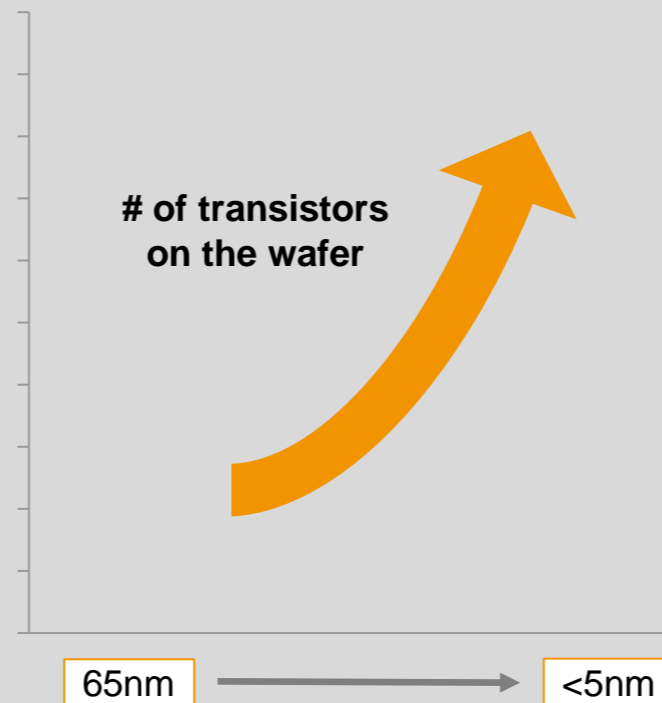 # of transistors
on the wafer
65nm
<5nm